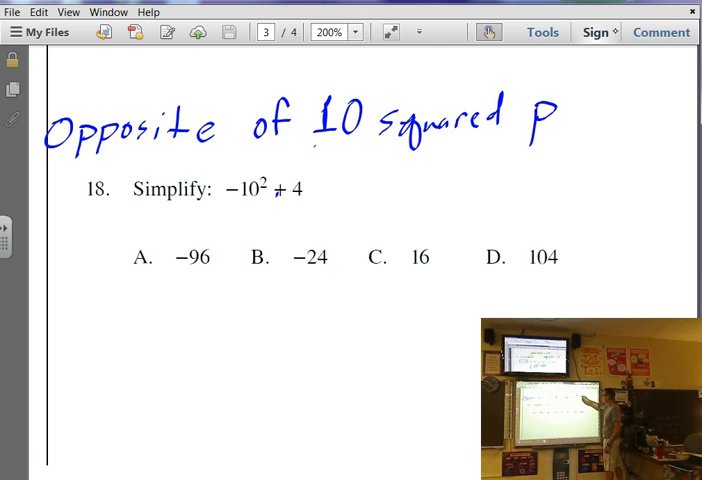 File Edit View Window Help
My Files 3 / 4 200% Tools Sign Comment
Opposite of 10 squared p
18. Simplify: −10² + 4
A. −96 B. −24 C. 16 D. 104